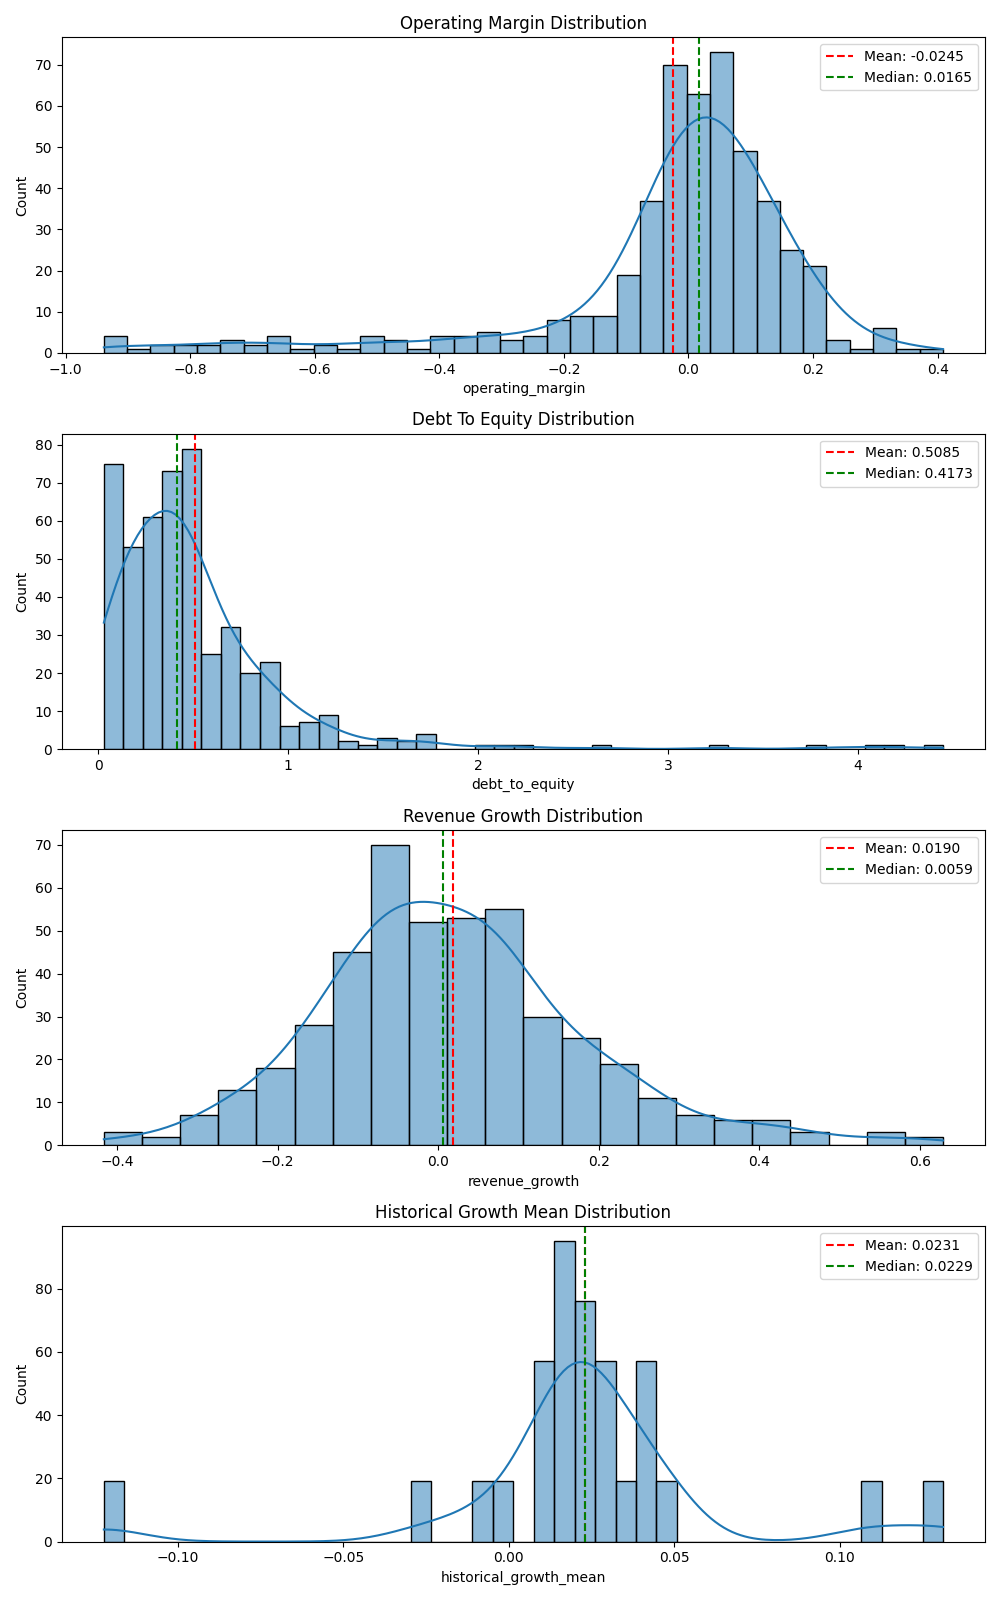 Operating Margin Distribution
Mean: -0.0245
Median: 0.0165
70
60
50
40
30
20
10
0
Count
−1.0 −0.8 −0.6 −0.4 −0.2 0.0 0.2 0.4
operating_margin
Debt To Equity Distribution
Mean: 0.5085
Median: 0.4173
80
70
60
50
40
30
20
10
0
Count
0 1 2 3 4
debt_to_equity
Revenue Growth Distribution
Mean: 0.0190
Median: 0.0059
70
60
50
40
30
20
10
0
Count
−0.4 −0.2 0.0 0.2 0.4 0.6
revenue_growth
Historical Growth Mean Distribution
Mean: 0.0231
Median: 0.0229
80
60
40
20
0
Count
−0.10 −0.05 0.00 0.05 0.10
historical_growth_mean